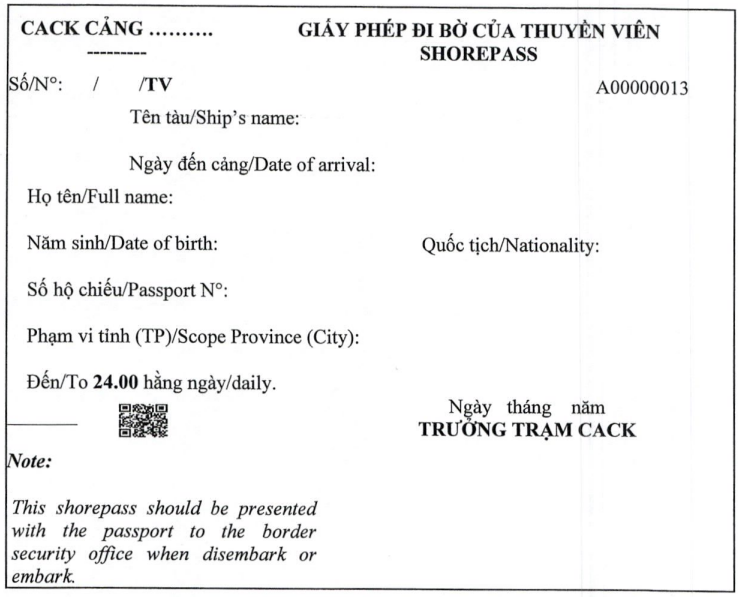 CACK CẢNG ..........
GIẤY PHÉP ĐI BỜ CỦA THUYỀN VIÊN
---------
SHOREPASS
Số/N°: / /TV
A00000013
Tên tàu/Ship's name:
Ngày đến cảng/Date of arrival:
Họ tên/Full name:
Năm sinh/Date of birth:
Quốc tịch/Nationality:
Số hộ chiếu/Passport N°:
Phạm vi tỉnh (TP)/Scope Province (City):
Đến/To 24.00 hằng ngày/daily.
Ngày tháng năm
TRƯỞNG TRẠM CACK
Note:
This shorepass should be presented
with the passport to the border
security office when disembark or
embark.